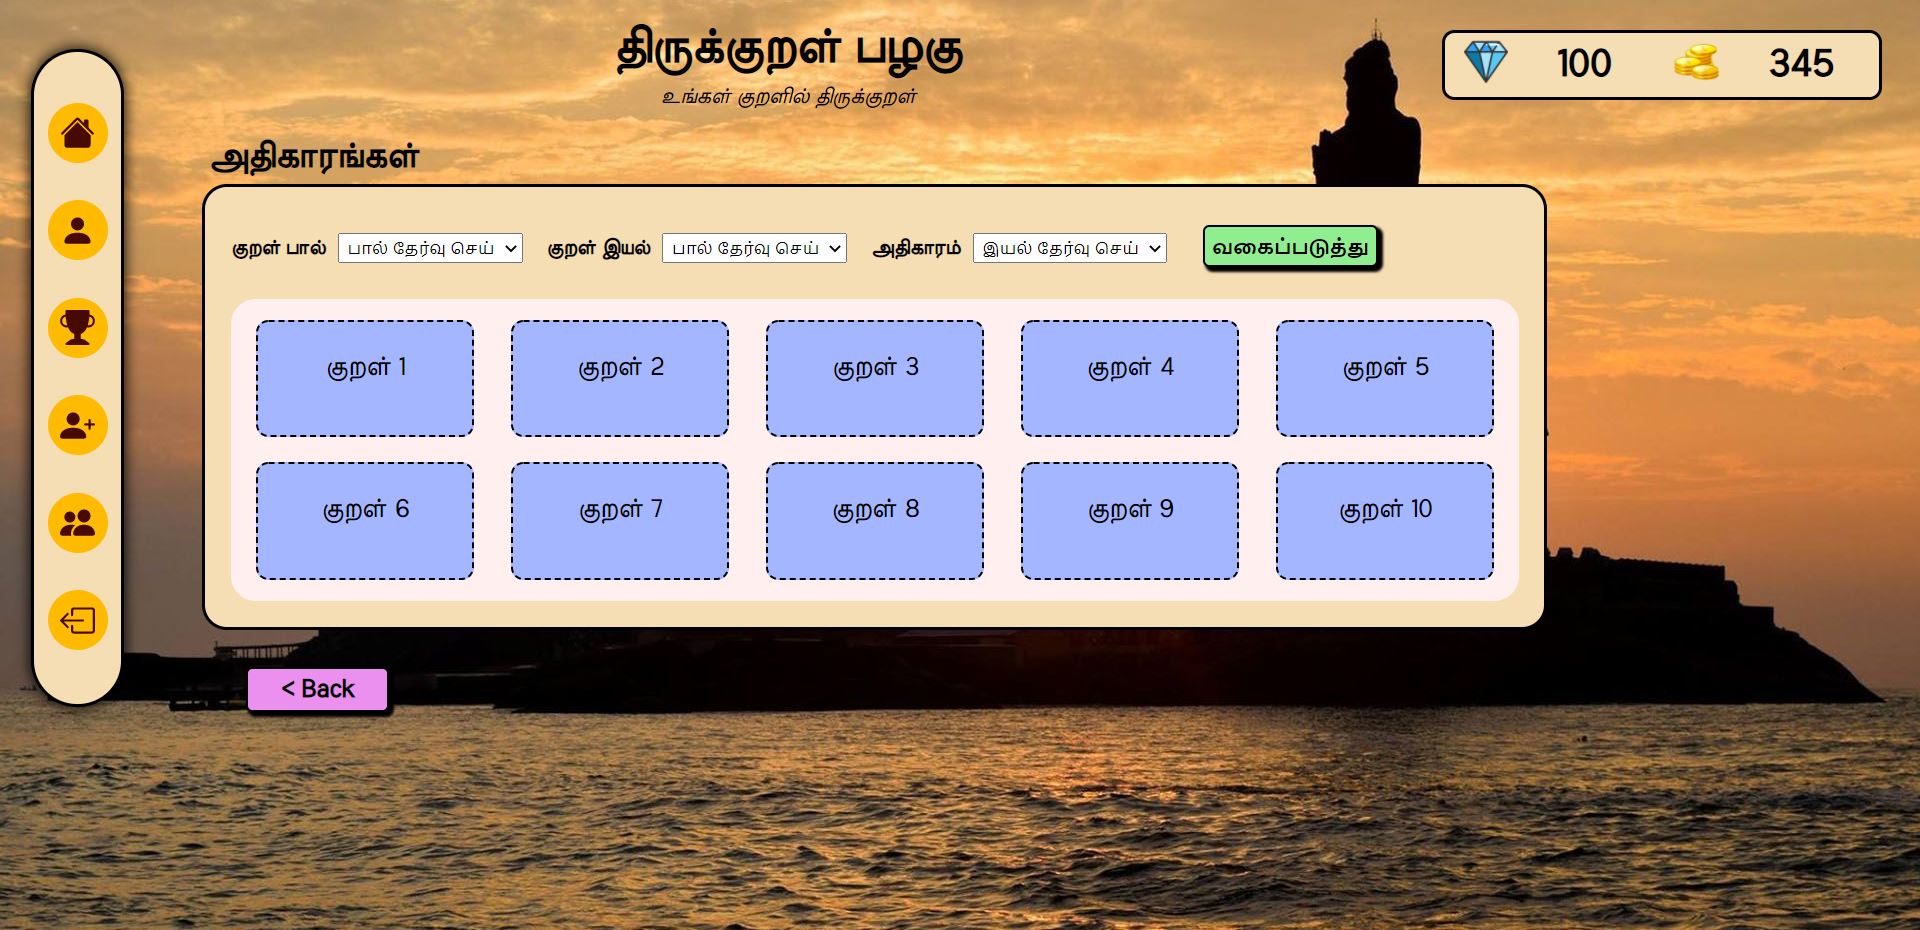 திருக்குறள் பழகு
உங்கள் குறளில் திருக்குறள்
100 345
அதிகாரங்கள்
குறள் பால் பால் தேர்வு செய் குறள் இயல் பால் தேர்வு செய் அதிகாரம் இயல் தேர்வு செய் வகைப்படுத்து
குறள் 1 குறள் 2 குறள் 3 குறள் 4 குறள் 5
குறள் 6 குறள் 7 குறள் 8 குறள் 9 குறள் 10
< Back